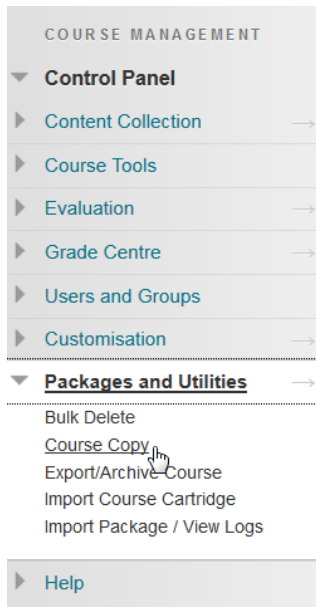 COURSE MANAGEMENT
Control Panel
Content Collection
Course Tools
Evaluation
Grade Centre
Users and Groups
Customisation
Packages and Utilities
Bulk Delete
Course Copy
Export/Archive Course
Import Course Cartridge
Import Package / View Logs
Help